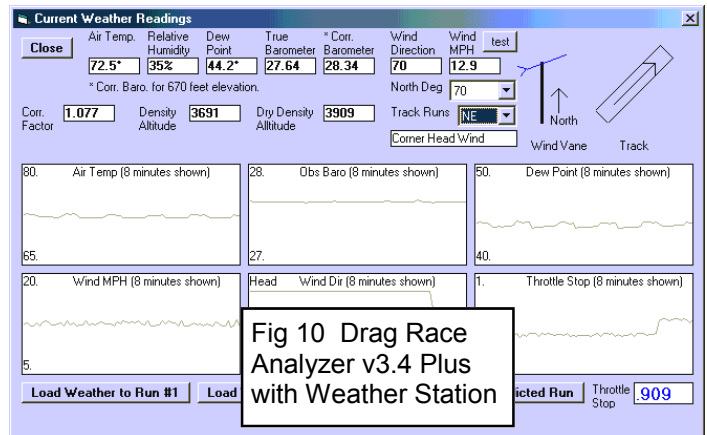 Current Weather Readings
Close
Air Temp. Relative Humidity Dew Point True Barometer * Corr. Barometer Wind Direction Wind MPH test
72.5* 35% 44.2* 27.64 28.34 70 12.9
* Corr. Baro. for 670 feet elevation.
North Deg 70
Corr. Factor 1.077 Density Altitude 3691 Dry Density Alltitude 3909 Track Runs NE
Corner Head Wind
North
Wind Vane Track
80. Air Temp (8 minutes shown)
65.
28. Obs Baro (8 minutes shown)
27.
50. Dew Point (8 minutes shown)
40.
20. Wind MPH (8 minutes shown)
5.
Head Wind Dir (8 minutes shown)
1. Throttle Stop (8 minutes shown)
Fig 10 Drag Race
Analyzer v3.4 Plus
with Weather Station
Load Weather to Run #1 Load icted Run Throttle Stop .909